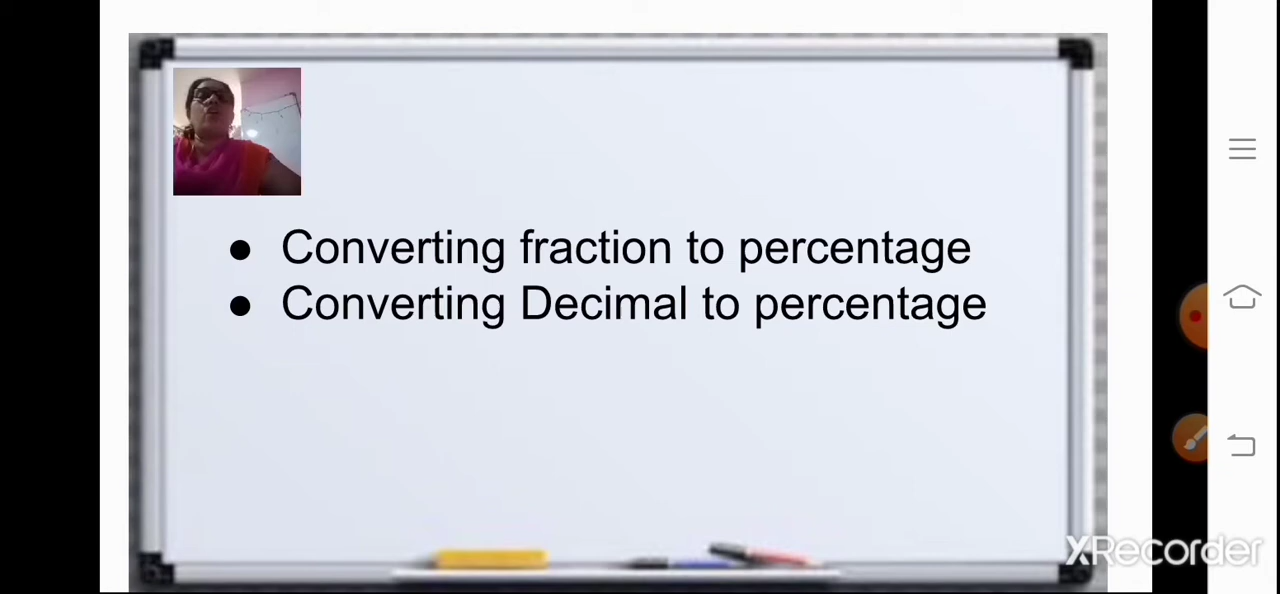 ● Converting fraction to percentage
● Converting Decimal to percentage
XRecorder